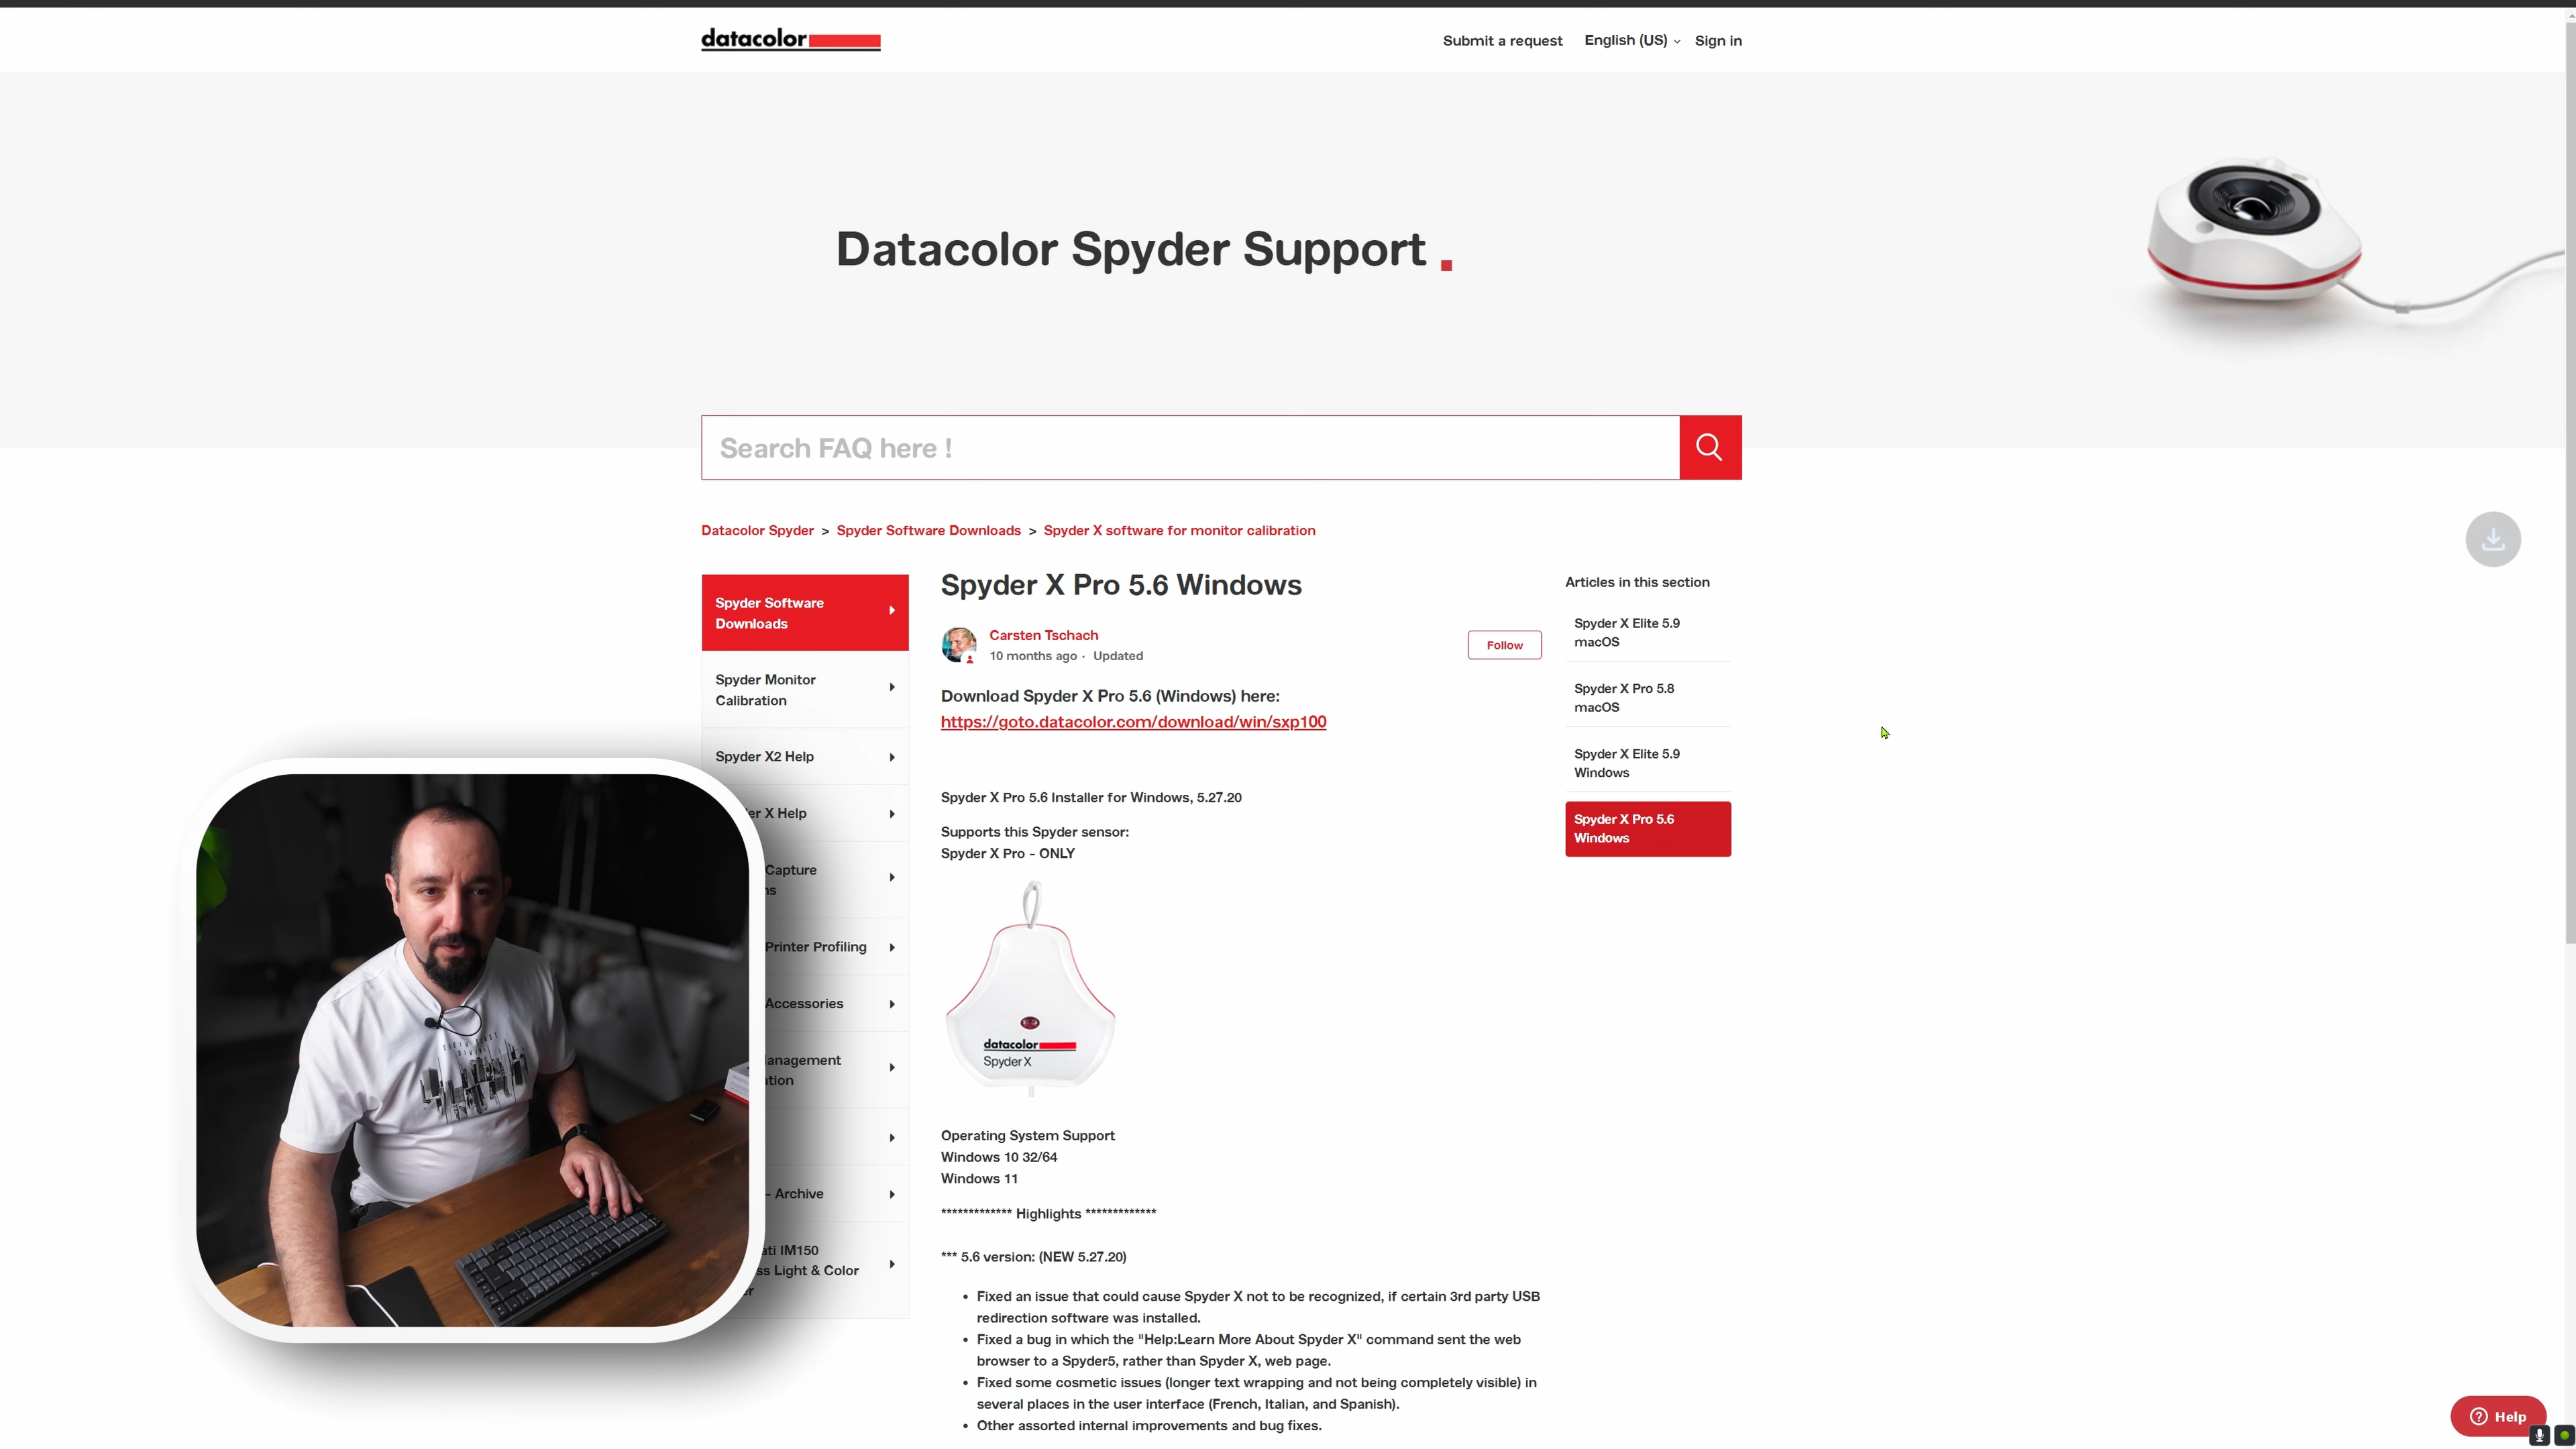 datacolor
Submit a request
English (US)
Sign in
Datacolor Spyder Support .
Search FAQ here !
Datacolor Spyder > Spyder Software Downloads > Spyder X software for monitor calibration
Spyder Software
Downloads
Spyder Monitor
Calibration
Spyder X2 Help
er X Help
Capture
ns
Printer Profiling
Accessories
anagement
ation
- Archive
ati IM150
ss Light & Color
er
Spyder X Pro 5.6 Windows
Carsten Tschach
10 months ago · Updated
Follow
Download Spyder X Pro 5.6 (Windows) here:
https://goto.datacolor.com/download/win/sxp100
Spyder X Pro 5.6 Installer for Windows, 5.27.20
Supports this Spyder sensor:
Spyder X Pro - ONLY
datacolor
Spyder X
Operating System Support
Windows 10 32/64
Windows 11
************* Highlights *************
*** 5.6 version: (NEW 5.27.20)
• Fixed an issue that could cause Spyder X not to be recognized, if certain 3rd party USB
redirection software was installed.
• Fixed a bug in which the "Help:Learn More About Spyder X" command sent the web
browser to a Spyder5, rather than Spyder X, web page.
• Fixed some cosmetic issues (longer text wrapping and not being completely visible) in
several places in the user interface (French, Italian, and Spanish).
• Other assorted internal improvements and bug fixes.
Articles in this section
Spyder X Elite 5.9
macOS
Spyder X Pro 5.8
macOS
Spyder X Elite 5.9
Windows
Spyder X Pro 5.6
Windows
Help